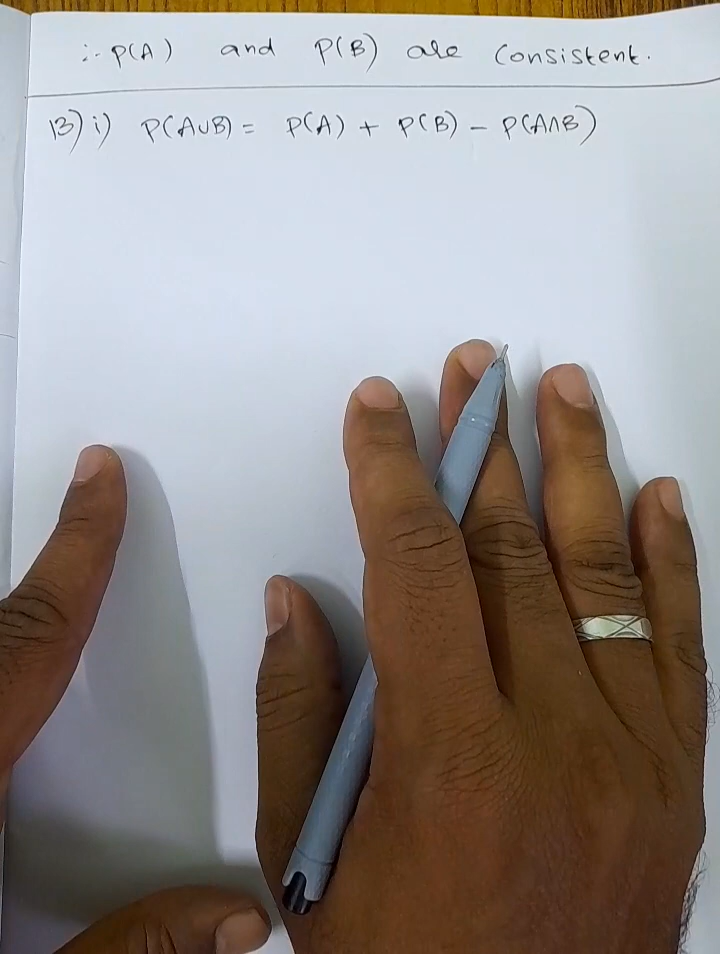 :- P(A) and P(B) are consistent.
13) i) P(A∪B) = P(A) + P(B) - P(A∩B)